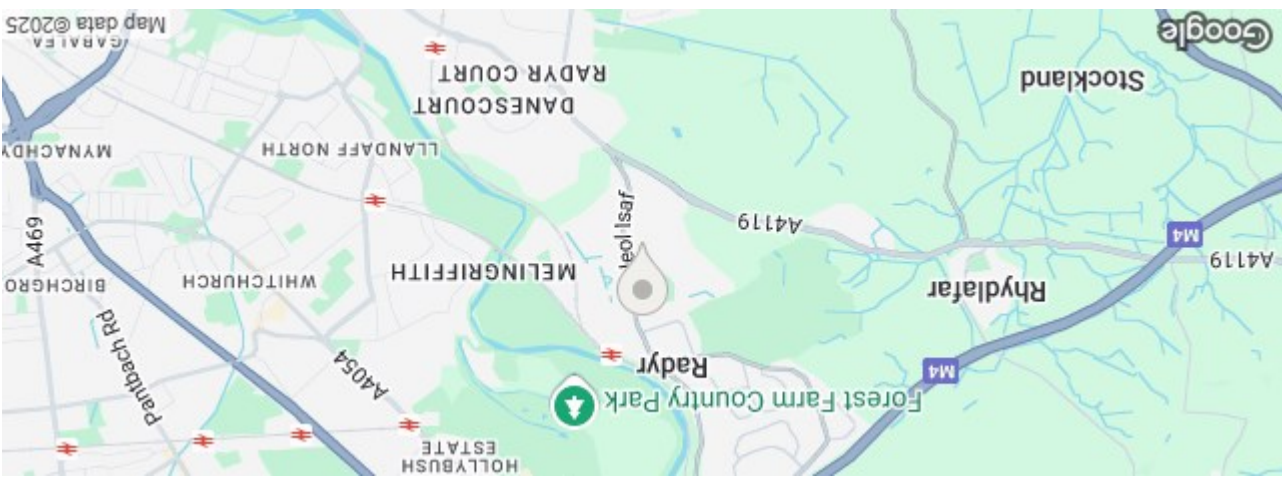 HOLLYBUSH
ESTATE
Forest Farm Country Park
M4
A4054
Radyr
Pantbach Rd
Rhydlafar
MELINGRIFFITH
WHITCHURCH
BIRCHGRO
A4119
M4
A469
A4119
Heol Isaf
LLANDAFF NORTH
MYNACHDY
DANESCOURT
RADYR COURT
Stockland
GABALFA
Google
Map data ©2025